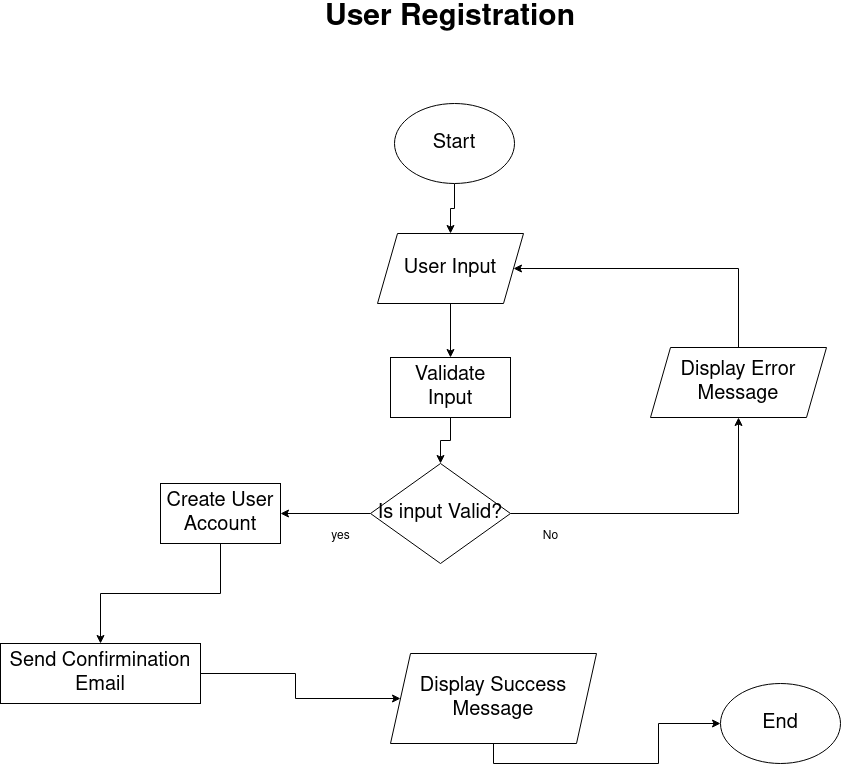 User Registration
Start
User Input
Validate
Input
Display Error
Message
Is input Valid?
yes
No
Create User
Account
Send Confirmination
Email
Display Success
Message
End